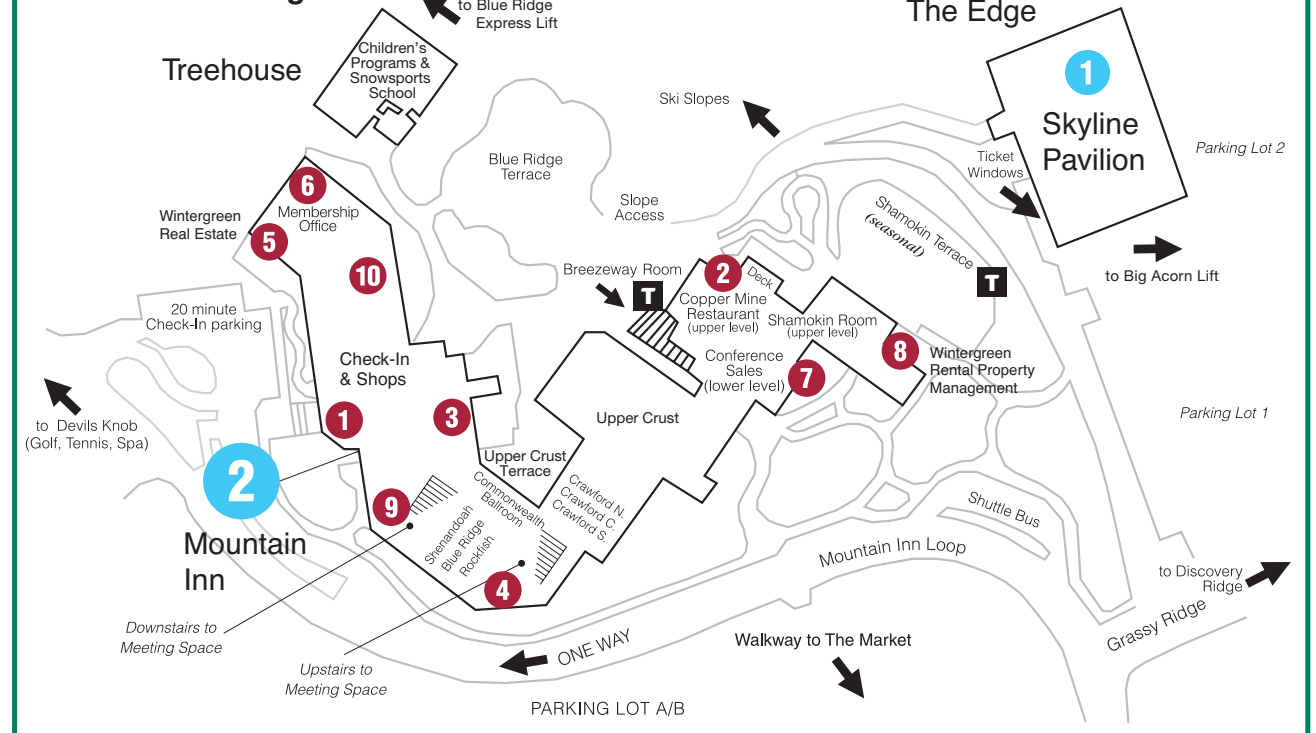 to Blue Ridge
Express Lift
The Edge
Treehouse
Children's
Programs &
Snowsports
School
1
Skyline
Pavilion
Ski Slopes
Parking Lot 2
Ticket
Windows
Blue Ridge
Terrace
Slope
Access
Shamokin Terrace
(seasonal)
T
to Big Acorn Lift
6
Membership
Office
Wintergreen
Real Estate
5
10
20 minute
Check-In parking
Breezeway Room
T
2
Deck
Copper Mine
Restaurant
(upper level)
Shamokin Room
(upper level)
8
Wintergreen
Rental Property
Management
Conference
Sales
(lower level)
7
Check-In
& Shops
1
3
Upper Crust
Upper Crust
Terrace
Parking Lot 1
to Devils Knob
(Golf, Tennis, Spa)
2
Mountain
Inn
9
Shenandoah
Blue Ridge
Rockfish
Commonwealth
Ballroom
Crawford N.
Crawford C.
Crawford S.
4
Shuttle Bus
Mountain Inn Loop
to Discovery
Ridge
Grassy Ridge
Downstairs to
Meeting Space
Upstairs to
Meeting Space
ONE WAY
Walkway to The Market
PARKING LOT A/B